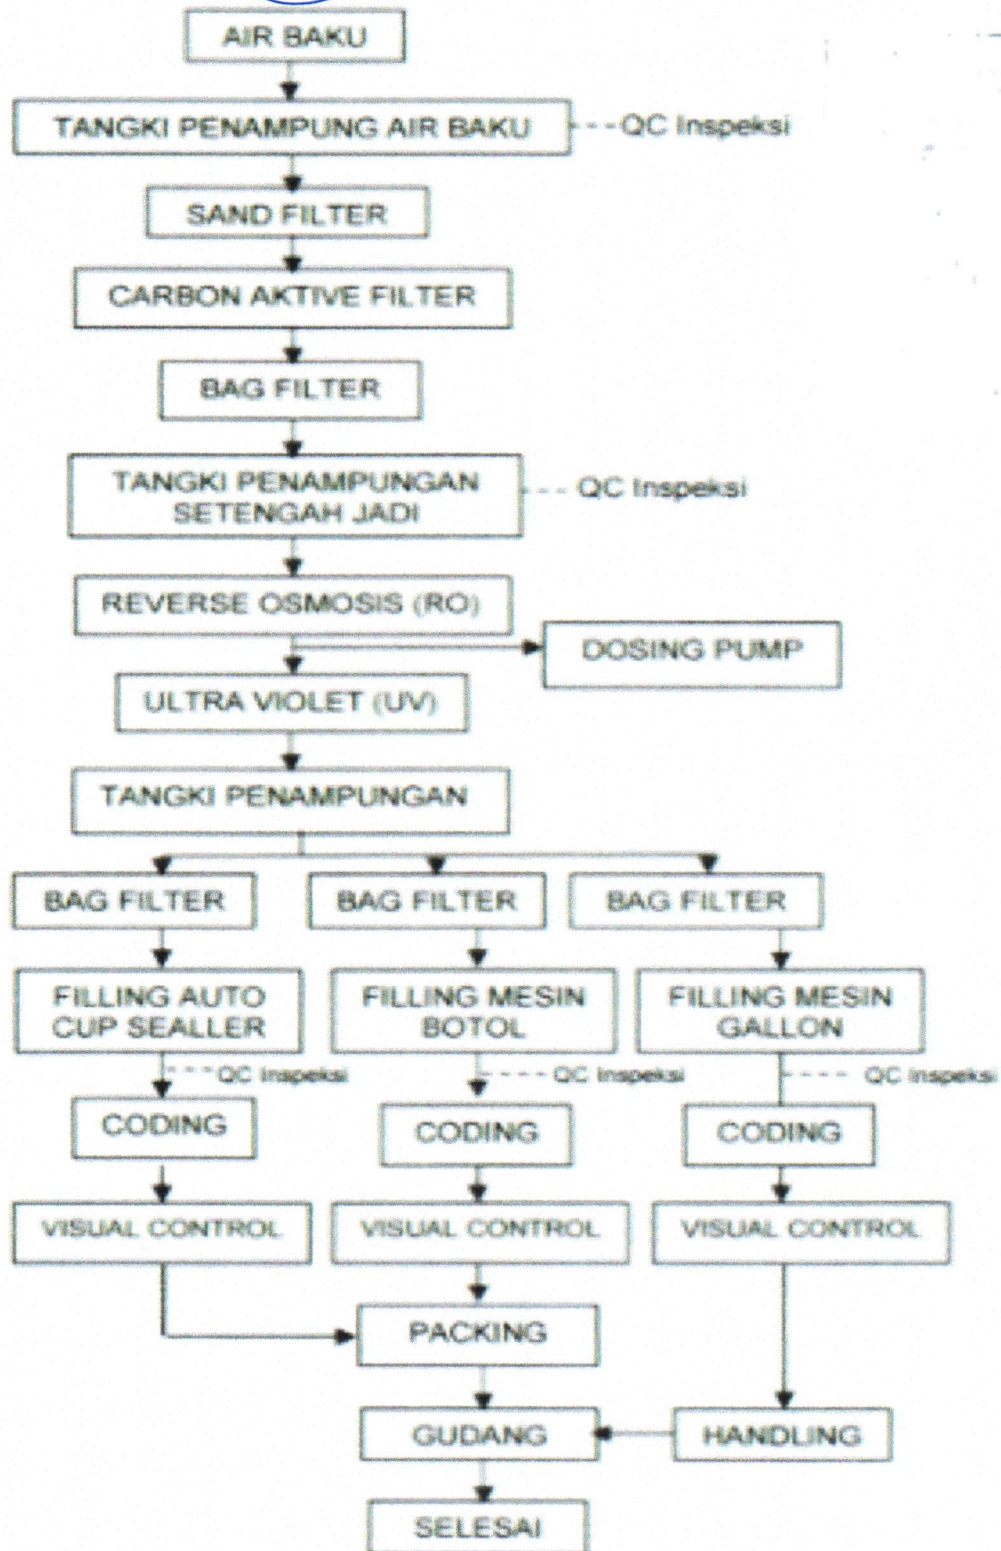 AIR BAKU
TANGKI PENAMPUNG AIR BAKU
QC Inspeksi
SAND FILTER
CARBON AKTIVE FILTER
BAG FILTER
TANGKI PENAMPUNGAN
SETENGAH JADI
QC Inspeksi
REVERSE OSMOSIS (RO)
DOSING PUMP
ULTRA VIOLET (UV)
TANGKI PENAMPUNGAN
BAG FILTER
BAG FILTER
BAG FILTER
FILLING AUTO
CUP SEALLER
FILLING MESIN
BOTOL
FILLING MESIN
GALLON
QC Inspeksi
QC Inspeksi
QC Inspeksi
CODING
CODING
CODING
VISUAL CONTROL
VISUAL CONTROL
VISUAL CONTROL
PACKING
GUDANG
HANDLING
SELESAI